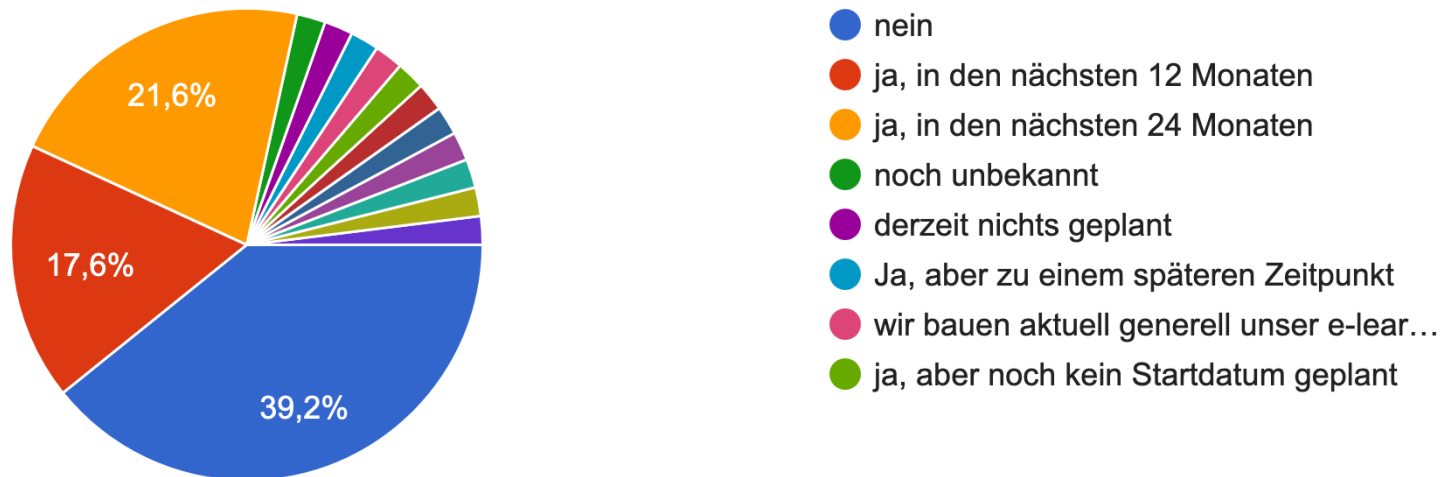 21,6%
17,6%
39,2%
nein
ja, in den nächsten 12 Monaten
ja, in den nächsten 24 Monaten
noch unbekannt
derzeit nichts geplant
Ja, aber zu einem späteren Zeitpunkt
wir bauen aktuell generell unser e-lear…
ja, aber noch kein Startdatum geplant